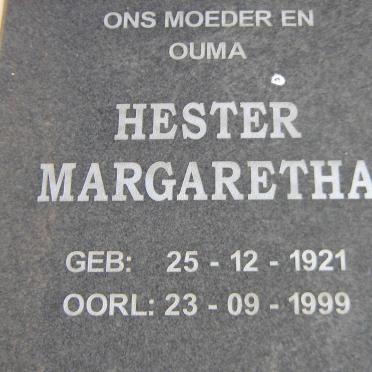 ONS MOEDER EN
OUMA
HESTER
MARGARETHA
GEB: 25 - 12 - 1921
OORL: 23 - 09 - 1999